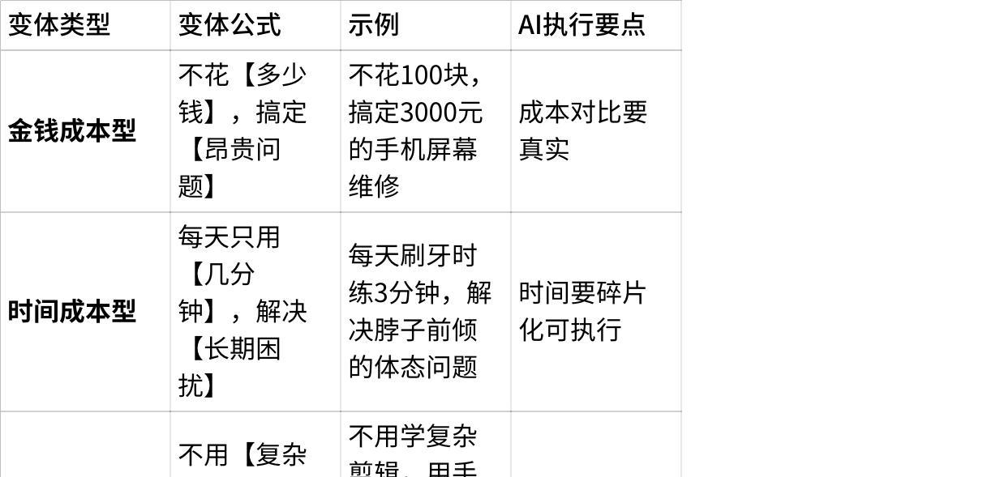 变体类型
变体公式
示例
AI执行要点
金钱成本型
不花【多少
钱】，搞定
【昂贵问
题】
不花100块，
搞定3000元
的手机屏幕
维修
成本对比要
真实
时间成本型
每天只用
【几分
钟】，解决
【长期困
扰】
每天刷牙时
练3分钟，解
决脖子前倾
的体态问题
时间要碎片
化可执行
不用【复杂
不用学复杂
剪辑，用手